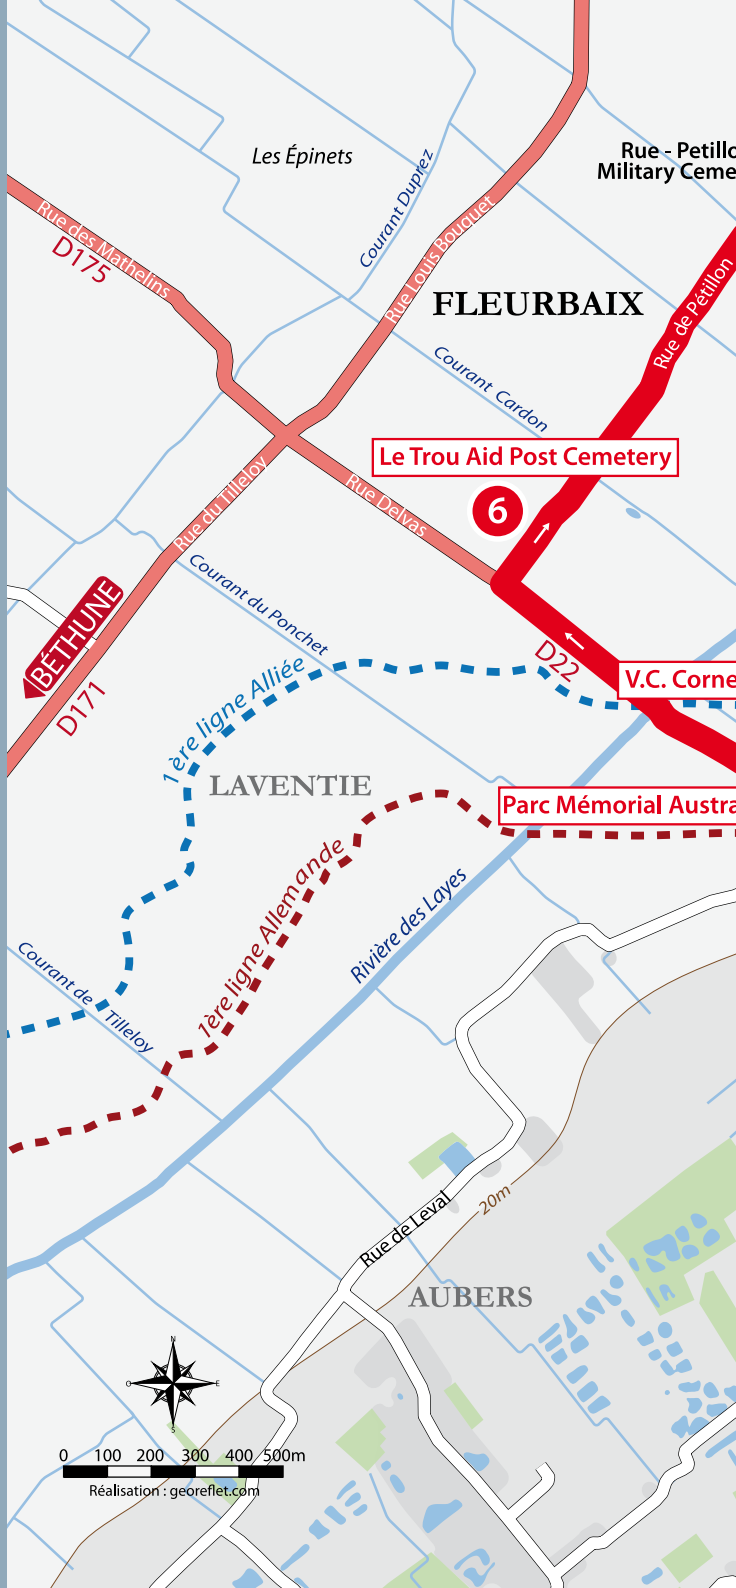 Les Épinets
Rue - Petillo
Military Ceme
Courant Duprez
Rue des Mathelins
D175
Rue Louis Bouquet
FLEURBAIX
Rue de Pétillon
Courant Cardon
Le Trou Aid Post Cemetery
Rue du Tilleloy
Rue Delvas
6
Courant du Ponchet
BÉTHUNE
D171
D22
1ère ligne Alliée
V.C. Corne
LAVENTIE
Parc Mémorial Austra
1ère ligne Allemande
Rivière des Layes
Courant de Tilleloy
20m
Rue de Leval
AUBERS
N
O
E
S
0 100 200 300 400 500m
Réalisation : georeflet.com